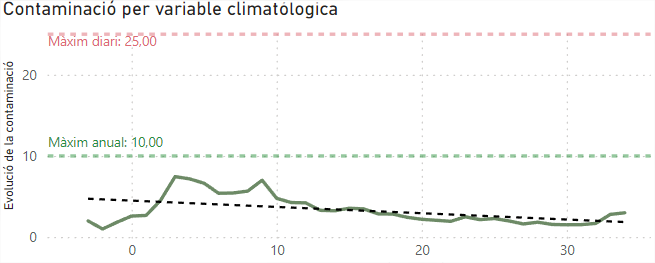 Contaminació per variable climatològica
Màxim diari: 25,00
20
Màxim anual: 10,00
10
0
Evolució de la contaminació
0
10
20
30